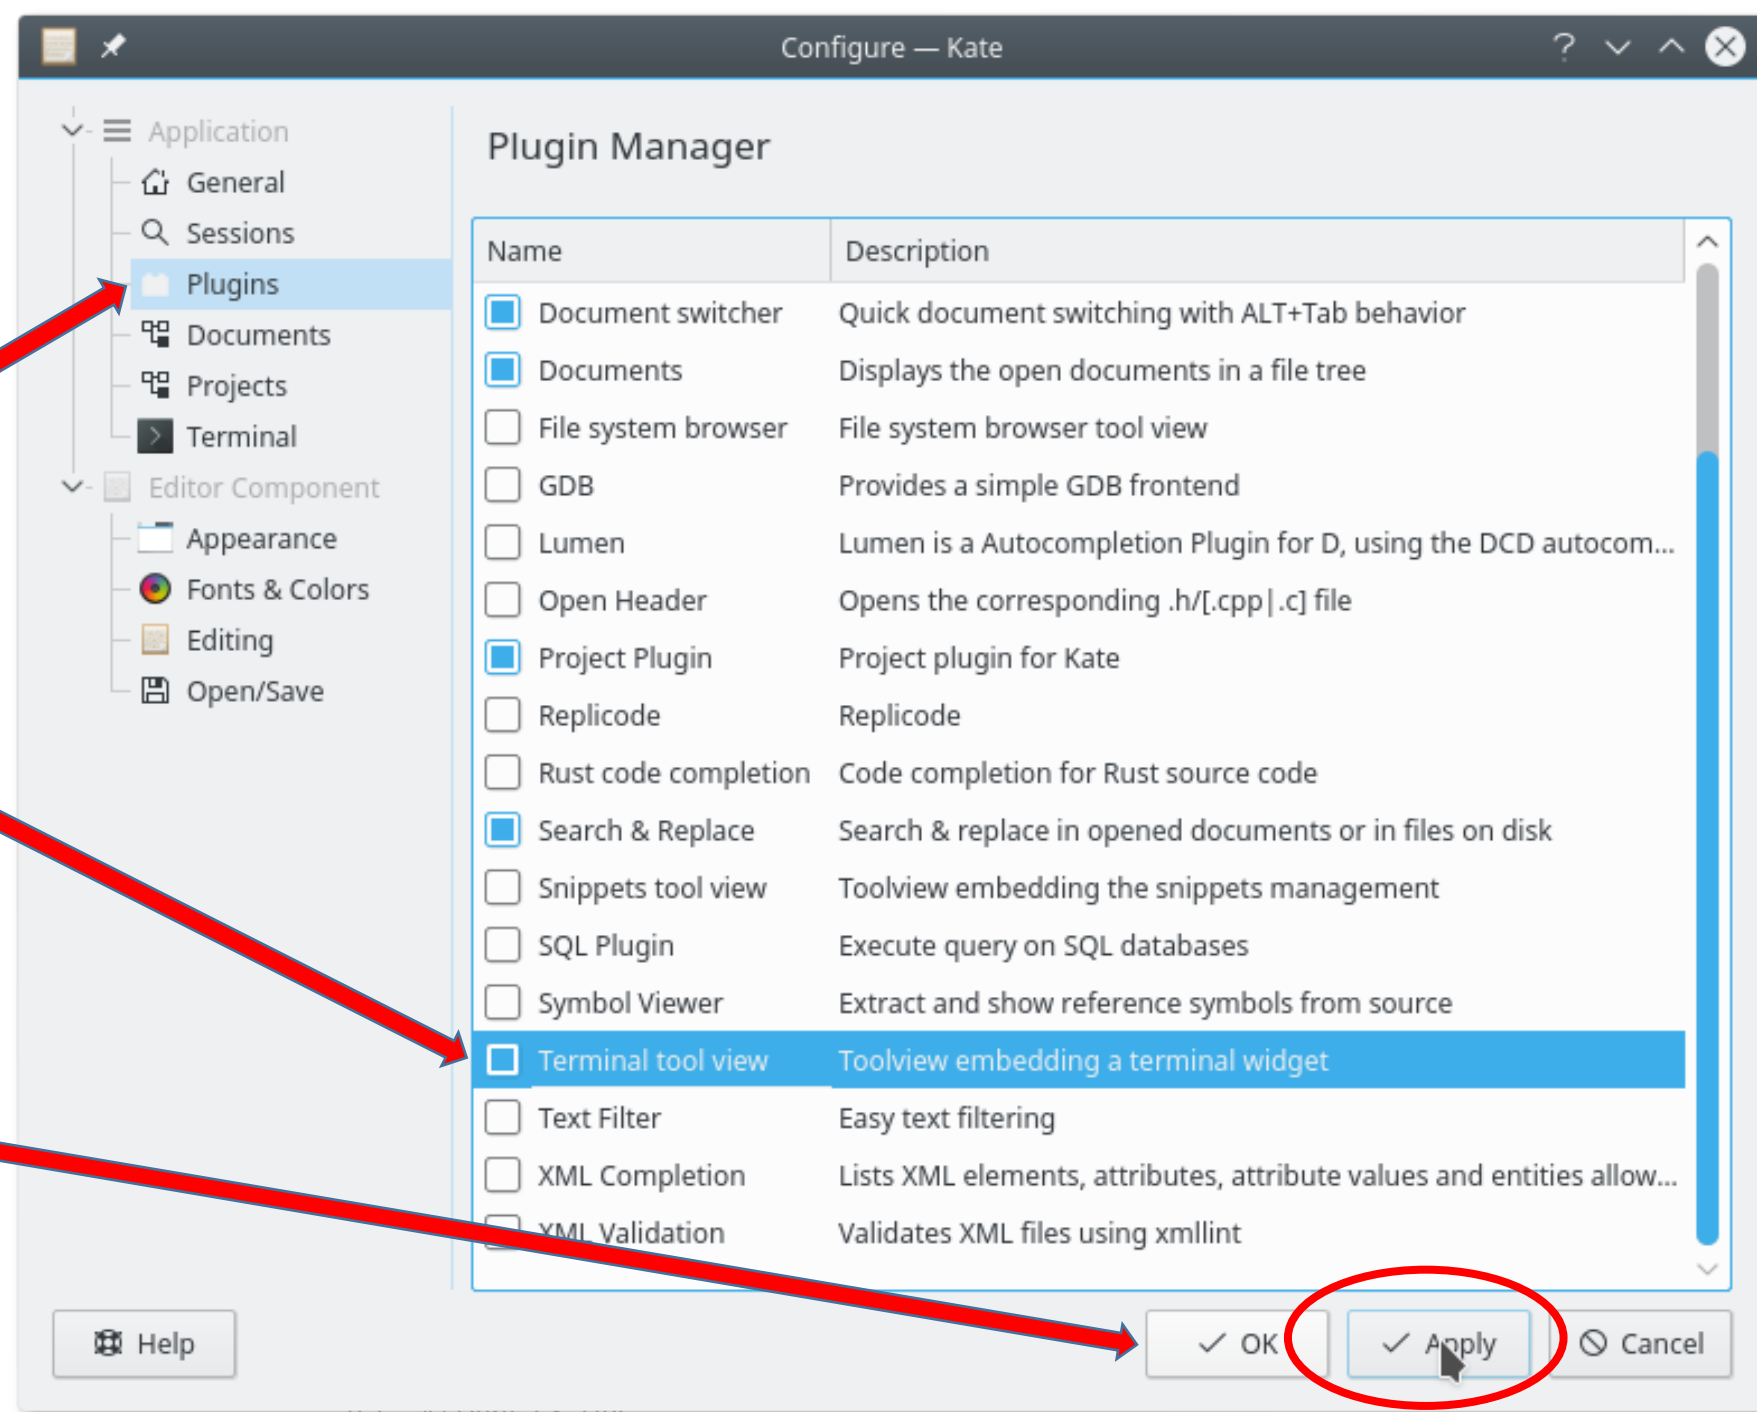 Configure — Kate
Application
General
Sessions
Plugins
Documents
Projects
Terminal
Editor Component
Appearance
Fonts & Colors
Editing
Open/Save
Plugin Manager
Name Description
Document switcher Quick document switching with ALT+Tab behavior
Documents Displays the open documents in a file tree
File system browser File system browser tool view
GDB Provides a simple GDB frontend
Lumen Lumen is a Autocompletion Plugin for D, using the DCD autocom...
Open Header Opens the corresponding .h/[.cpp|.c] file
Project Plugin Project plugin for Kate
Replicode Replicode
Rust code completion Code completion for Rust source code
Search & Replace Search & replace in opened documents or in files on disk
Snippets tool view Toolview embedding the snippets management
SQL Plugin Execute query on SQL databases
Symbol Viewer Extract and show reference symbols from source
Terminal tool view Toolview embedding a terminal widget
Text Filter Easy text filtering
XML Completion Lists XML elements, attributes, attribute values and entities allow...
XML Validation Validates XML files using xmllint
Help OK Apply Cancel